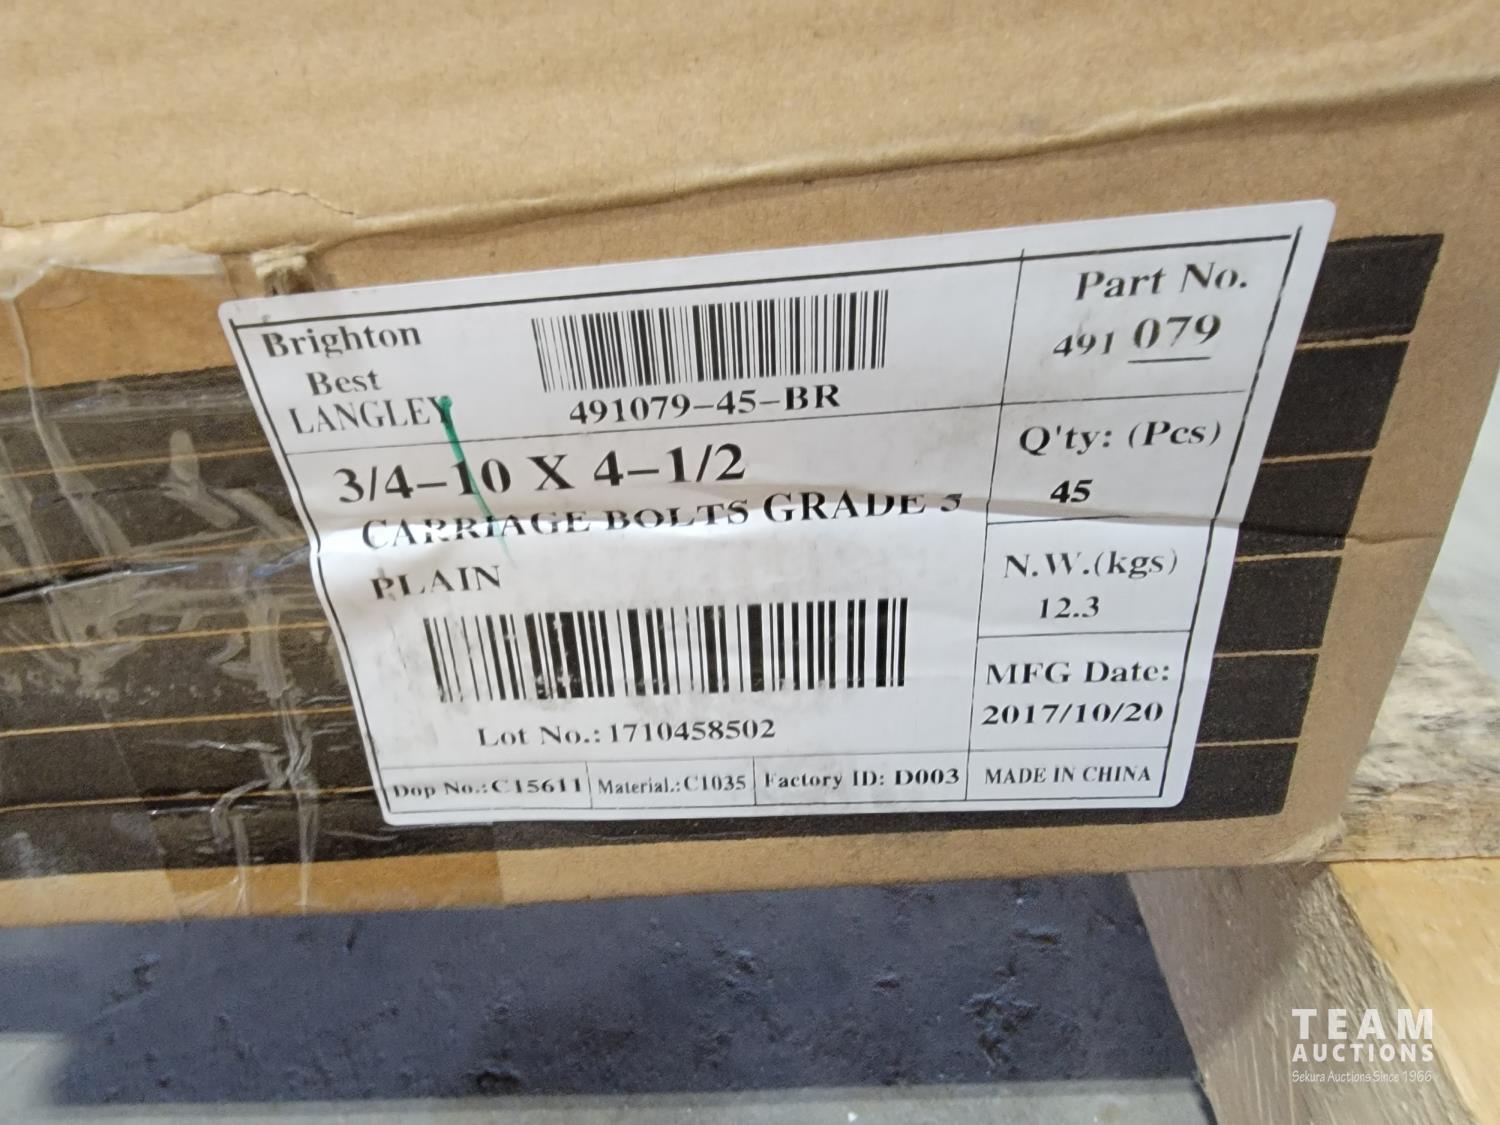 Brighton
Best
LANGLEY
491079-45-BR
Part No.
491 079
3/4-10 X 4-1/2
CARRIAGE BOLTS GRADE 5
PLAIN
Q'ty: (Pcs)
45
N.W.(kgs)
12.3
MFG Date:
2017/10/20
Lot No.: 1710458502
Dop No.: C15611
Material.: C1035
Factory ID: D003
MADE IN CHINA
TEAM
AUCTIONS
Sekura Auctions Since 1966